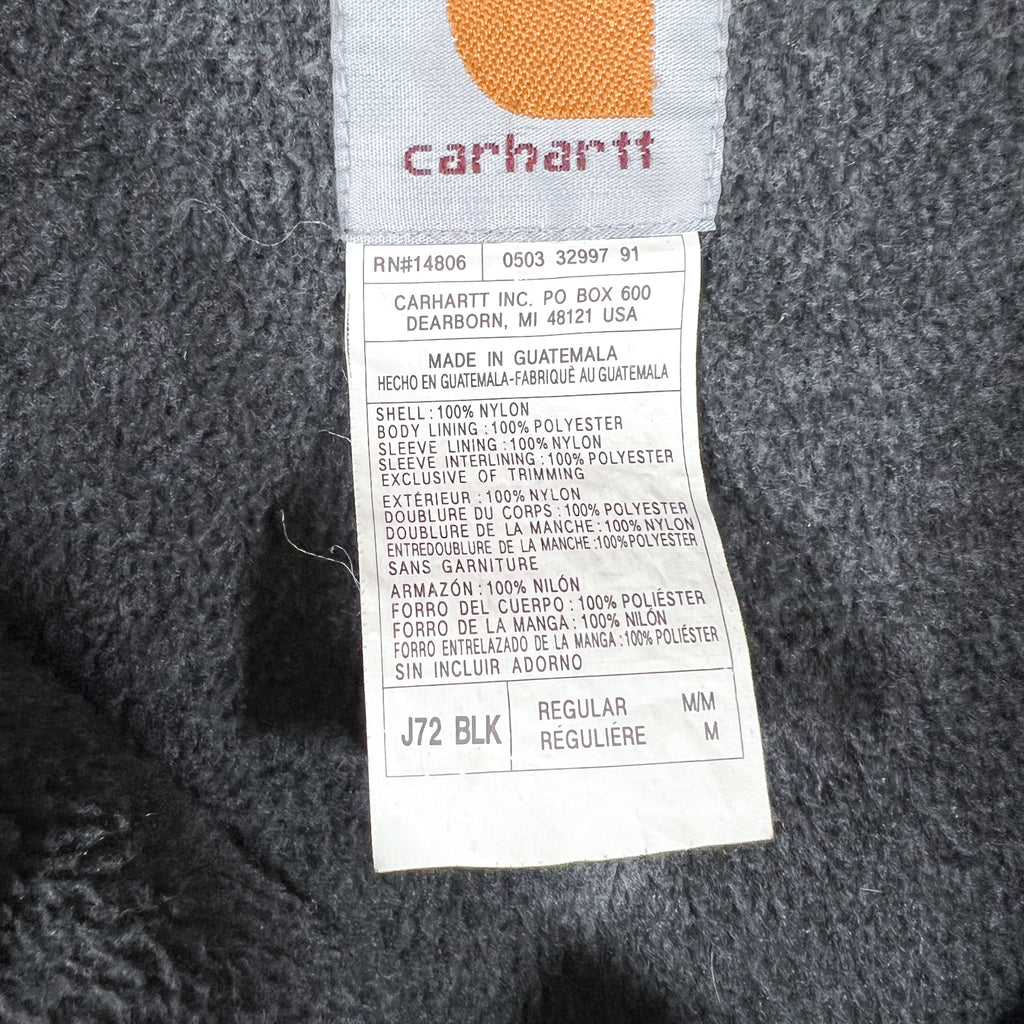 carhartt
RN#14806 0503 32997 91
CARHARTT INC. PO BOX 600
DEARBORN, MI 48121 USA
MADE IN GUATEMALA
HECHO EN GUATEMALA-FABRIQUÈ AU GUATEMALA
SHELL : 100% NYLON
BODY LINING : 100% POLYESTER
SLEEVE LINING : 100% NYLON
SLEEVE INTERLINING : 100% POLYESTER
EXCLUSIVE OF TRIMMING
EXTÉRIEUR : 100% NYLON
DOUBLURE DU CORPS : 100% POLYESTER
DOUBLURE DE LA MANCHE : 100% NYLON
ENTREDOUBLURE DE LA MANCHE :100%POLYESTER
SANS GARNITURE
ARMAZÓN : 100% NILÓN
FORRO DEL CUERPO : 100% POLIÉSTER
FORRO DE LA MANGA : 100% NILÓN
FORRO ENTRELAZADO DE LA MANGA : 100% POLIÉSTER
SIN INCLUIR ADORNO
J72 BLK
REGULAR M/M
RÉGULIÉRE M